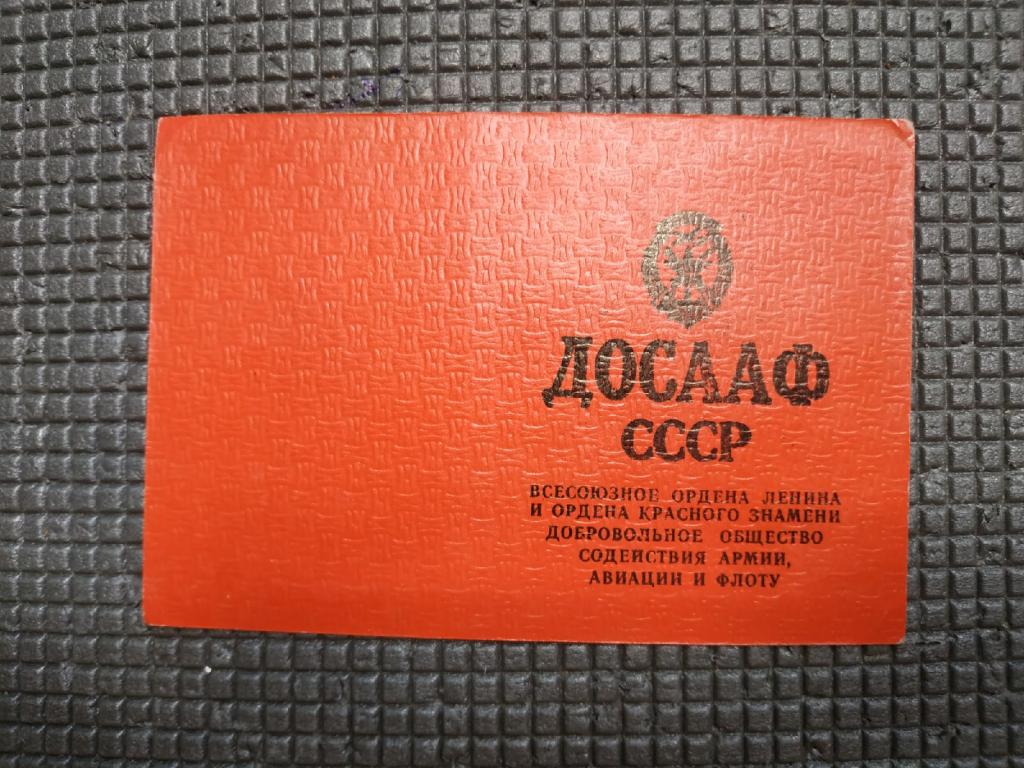 ДОСААФ
СССР
ВСЕСОЮЗНОЕ ОРДЕНА ЛЕНИНА
И ОРДЕНА КРАСНОГО ЗНАМЕНИ
ДОБРОВОЛЬНОЕ ОБЩЕСТВО
СОДЕЙСТВИЯ АРМИИ,
АВИАЦИИ И ФЛОТУ